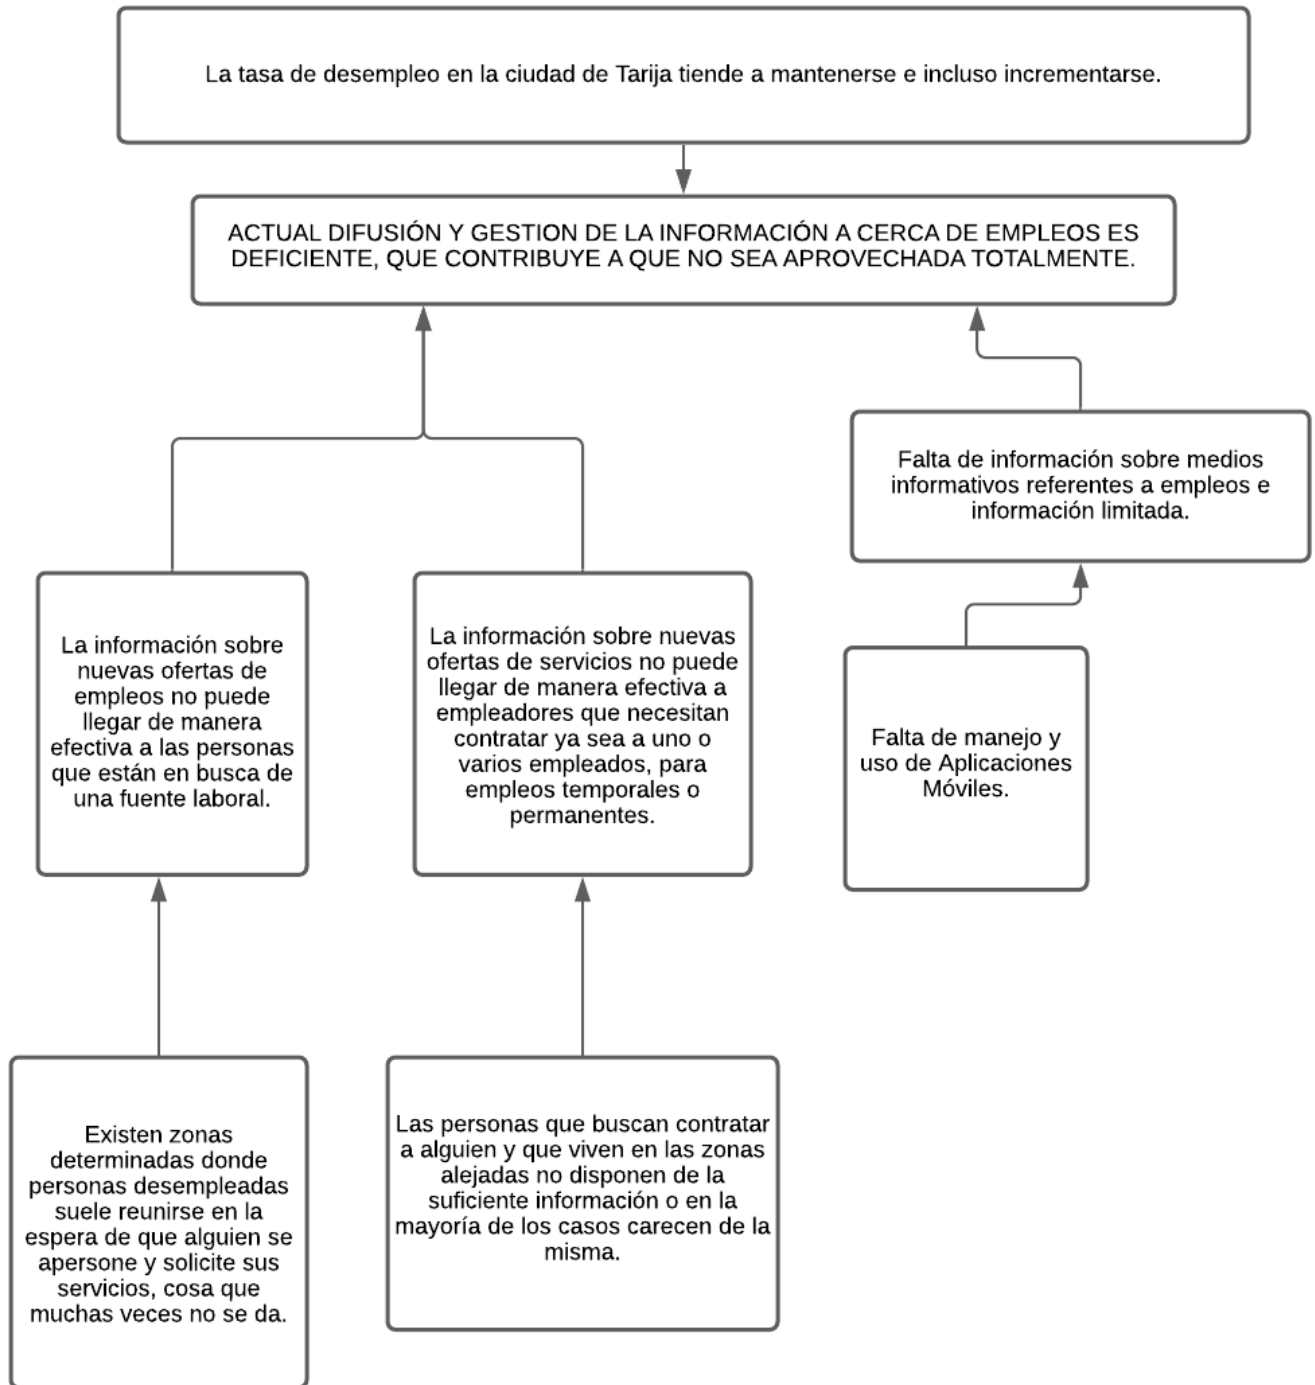 La tasa de desempleo en la ciudad de Tarija tiende a mantenerse e incluso incrementarse.
ACTUAL DIFUSIÓN Y GESTION DE LA INFORMACIÓN A CERCA DE EMPLEOS ES
DEFICIENTE, QUE CONTRIBUYE A QUE NO SEA APROVECHADA TOTALMENTE.
Falta de información sobre medios
informativos referentes a empleos e
información limitada.
La información sobre
nuevas ofertas de
empleos no puede
llegar de manera
efectiva a las personas
que están en busca de
una fuente laboral.
La información sobre nuevas
ofertas de servicios no puede
llegar de manera efectiva a
empleadores que necesitan
contratar ya sea a uno o
varios empleados, para
empleos temporales o
permanentes.
Falta de manejo y
uso de Aplicaciones
Móviles.
Existen zonas
determinadas donde
personas desempleadas
suele reunirse en la
espera de que alguien se
apersone y solicite sus
servicios, cosa que
muchas veces no se da.
Las personas que buscan contratar
a alguien y que viven en las zonas
alejadas no disponen de la
suficiente información o en la
mayoría de los casos carecen de la
misma.